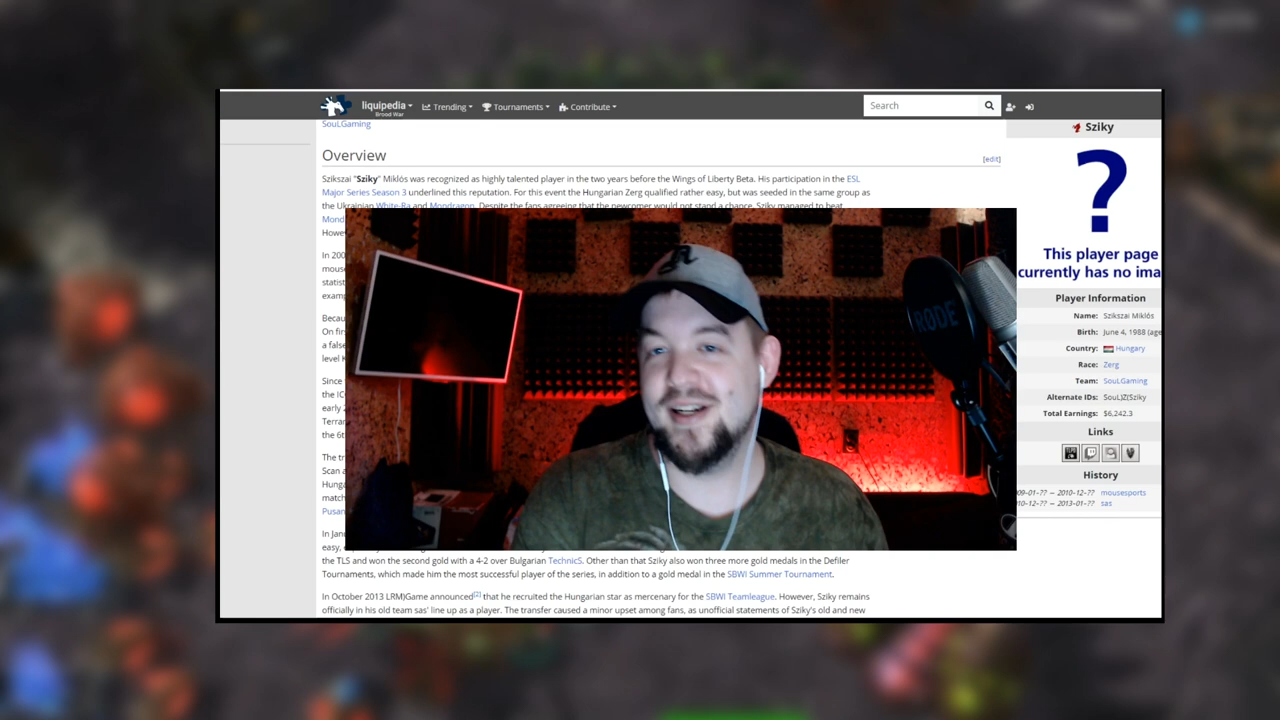 liquipedia
Brood War
Trending
Tournaments
Contribute
Search
SouLGaming
Overview
[edit]
Szikszai "Sziky" Miklós was recognized as highly talented player in the two years before the Wings of Liberty Beta. His participation in the ESL
Major Series Season 3 underlined this reputation. For this event the Hungarian Zerg qualified rather easy, but was seeded in the same group as
the Ukrainian White-Ra and Mondragon. Despite the fans agreeing that the newcomer would not stand a chance, Sziky managed to beat
Mond
Howe
In 200
mouse
statist
examp
Becau
On fir
a false
level K
Since
the IC
early 2
Terran
the 6t
The tr
Scan a
Hunga
match
Pusan
In Jan
easy,
the TLS and won the second gold with a 4-2 over Bulgarian TechnicS. Other than that Sziky also won three more gold medals in the Defiler
Tournaments, which made him the most successful player of the series, in addition to a gold medal in the SBWI Summer Tournament.
In October 2013 LRM)Game announced[2] that he recruited the Hungarian star as mercenary for the SBWI Teamleague. However, Sziky remains
officially in his old team sas' line up as a player. The transfer caused a minor upset among fans, as unofficial statements of Sziky's old and new
RODE
Sziky
?
This player page
currently has no ima
Player Information
Name: Szikszai Miklós
Birth: June 4, 1988 (age
Country: Hungary
Race: Zerg
Team: SouLGaming
Alternate IDs: SouL)Z(Sziky
Total Earnings: $6,242.3
Links
History
09-01-?? — 2010-12-?? mousesports
10-12-?? — 2013-01-?? sas